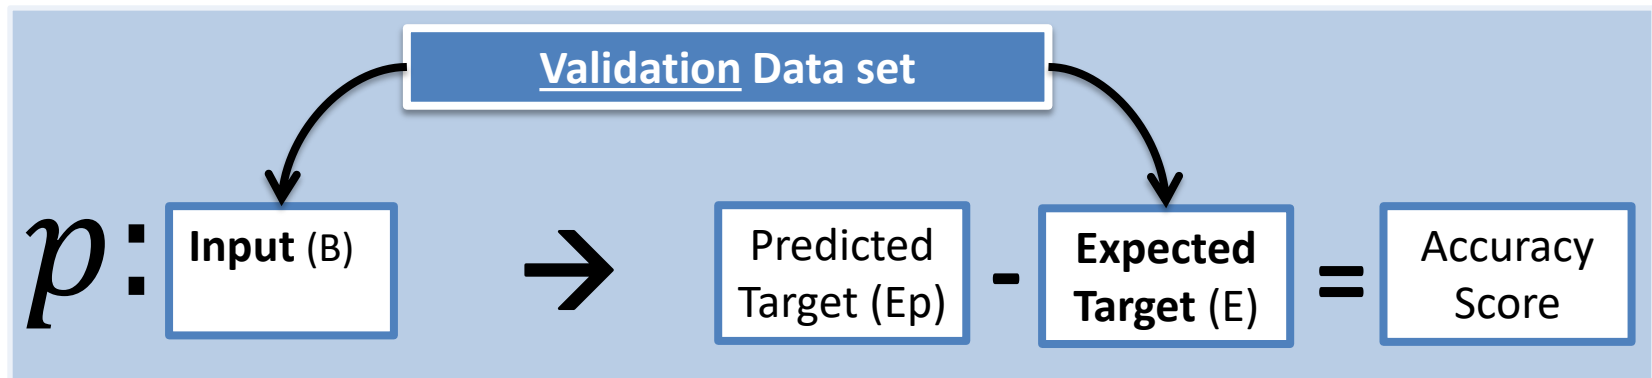 Validation Data set
p: Input (B) → Predicted Target (Ep) - Expected Target (E) = Accuracy Score